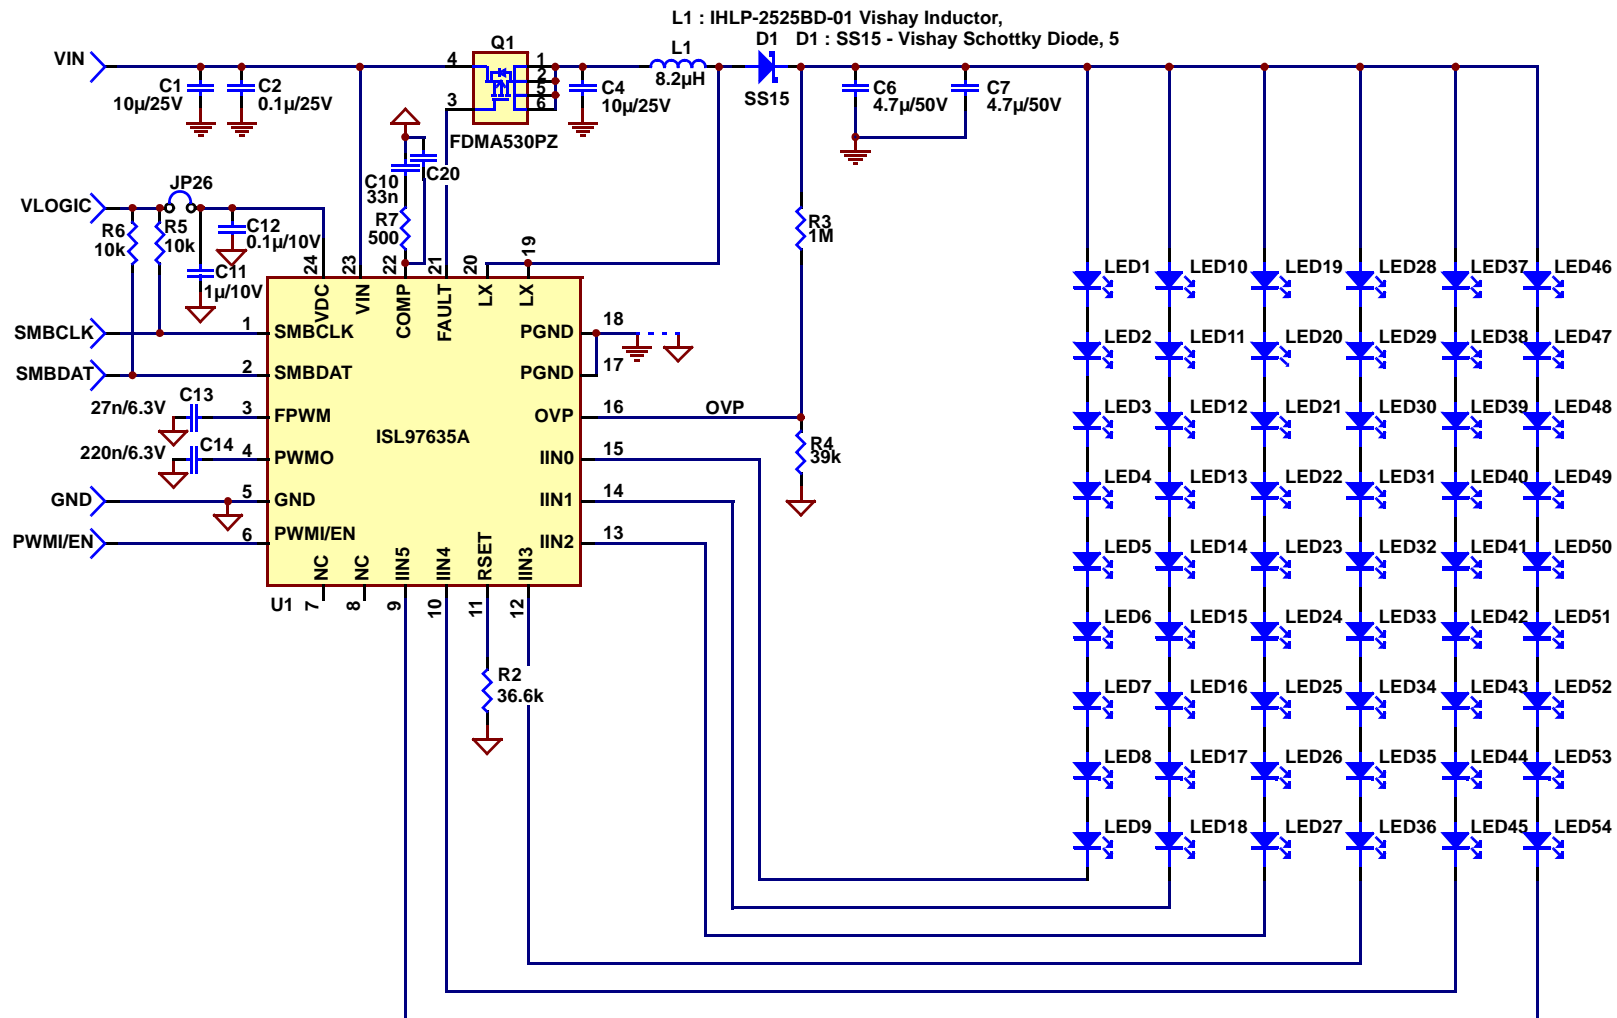 L1 : IHLP-2525BD-01 Vishay Inductor,
D1 D1 : SS15 - Vishay Schottky Diode, 5
VIN
C1
10µ/25V
C2
0.1µ/25V
Q1
4
3
1
2
5
6
FDMA530PZ
C4
10µ/25V
L1
8.2µH
SS15
C6
4.7µ/50V
C7
4.7µ/50V
VLOGIC
JP26
R6
10k
R5
10k
C12
0.1µ/10V
C11
1µ/10V
C10
33n
C20
R7
500
R3
1M
R4
39k
24
23
22
21
20
19
VDC
VIN
COMP
FAULT
LX
LX
SMBCLK
1
SMBCLK
PGND
18
SMBDAT
2
SMBDAT
PGND
17
27n/6.3V
C13
3
FPWM
OVP
16
OVP
ISL97635A
220n/6.3V
C14
4
PWMO
IIN0
15
GND
5
GND
IIN1
14
PWMI/EN
6
PWMI/EN
IIN2
13
NC
NC
IIN5
IIN4
RSET
IIN3
U1
7
8
9
10
11
12
R2
36.6k
LED1 LED10 LED19 LED28 LED37 LED46
LED2 LED11 LED20 LED29 LED38 LED47
LED3 LED12 LED21 LED30 LED39 LED48
LED4 LED13 LED22 LED31 LED40 LED49
LED5 LED14 LED23 LED32 LED41 LED50
LED6 LED15 LED24 LED33 LED42 LED51
LED7 LED16 LED25 LED34 LED43 LED52
LED8 LED17 LED26 LED35 LED44 LED53
LED9 LED18 LED27 LED36 LED45 LED54